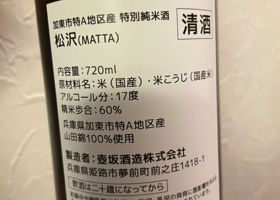 加東市特A地区産 特別純米酒
松沢(MATTA)
清酒
内容量:720ml
原材料名:米(国産)・米こうじ(国産米)
アルコール分:17度
精米歩合:60%
兵庫県加東市特A地区産
山田錦100%使用
製造者:壺坂酒造株式会社
兵庫県姫路市夢前町前之庄1418-1
飲酒は二十歳になってから